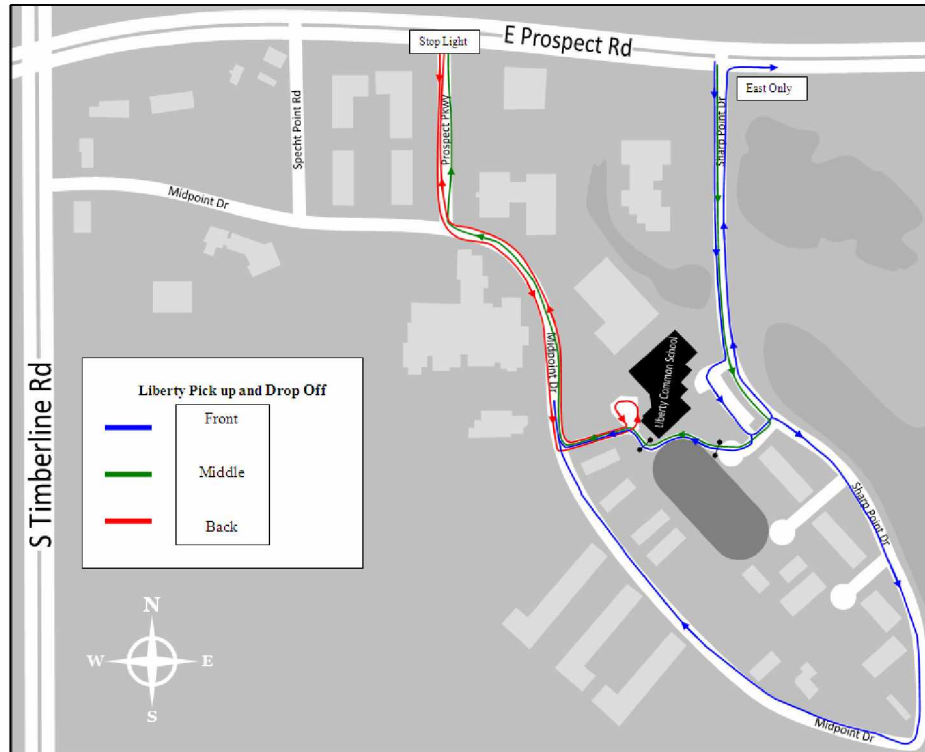 E Prospect Rd
Stop Light
East Only
Specht Point Rd
Prospect Pkwy
Sharp Point Dr
Midpoint Dr
S Timberline Rd
Midpoint Dr
Liberty Common School
Liberty Pick up and Drop Off
Front
Middle
Back
Sharp Point Dr
N
W
E
S
Midpoint Dr